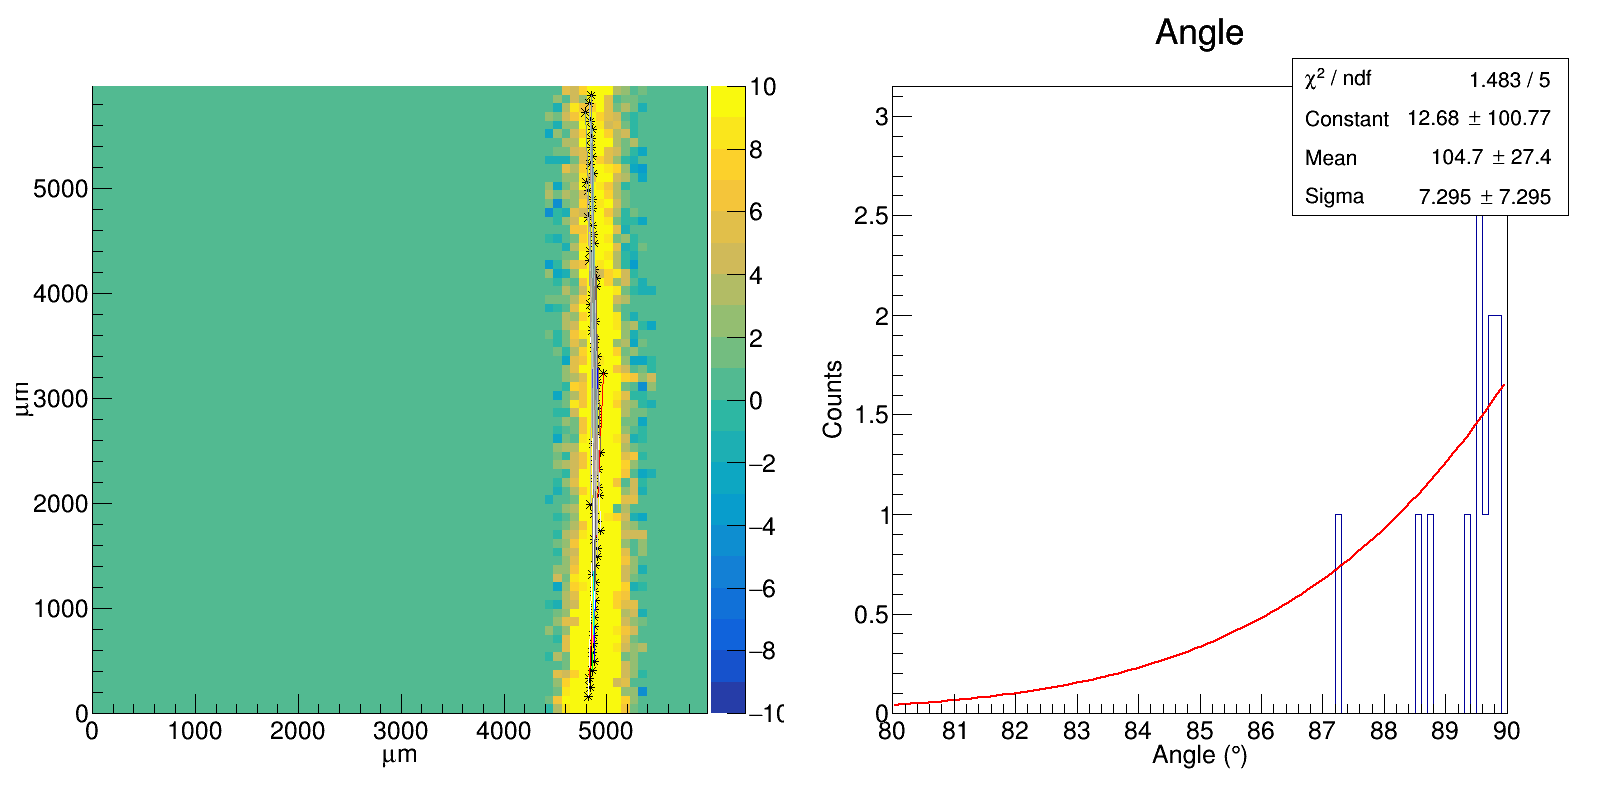 Angle
χ² / ndf 1.483 / 5
Constant 12.68 ± 100.77
Mean 104.7 ± 27.4
Sigma 7.295 ± 7.295
5000
4000
3000
2000
1000
0
μm
0 1000 2000 3000 4000 5000
μm
10
8
6
4
2
0
−2
−4
−6
−8
−10
3
2.5
2
1.5
1
0.5
0
Counts
80 81 82 83 84 85 86 87 88 89 90
Angle (°)